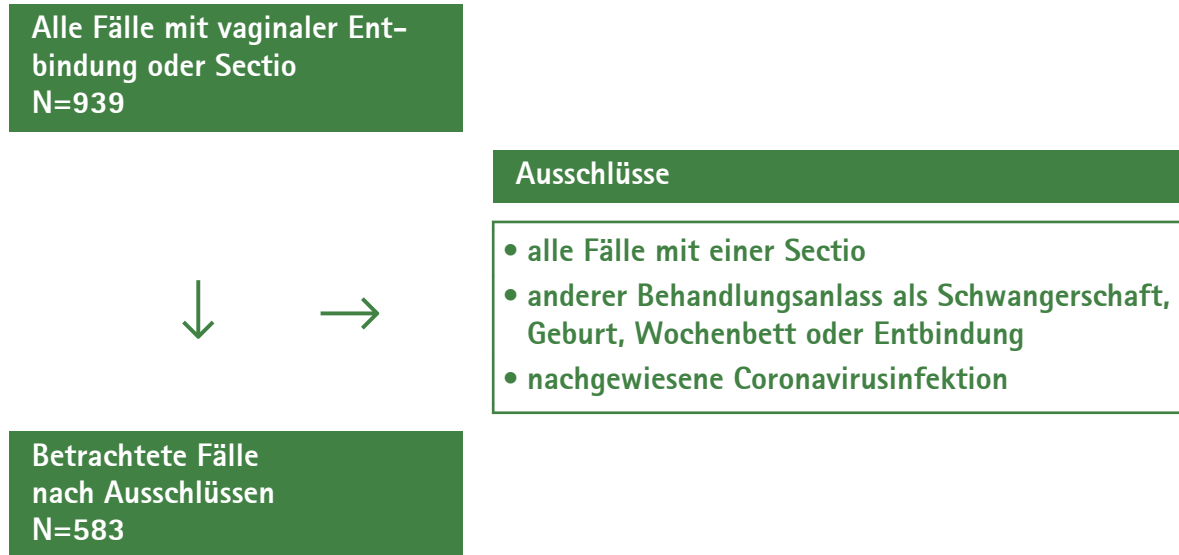 Alle Fälle mit vaginaler Ent-
bindung oder Sectio
N=939
Ausschlüsse
• alle Fälle mit einer Sectio
• anderer Behandlungsanlass als Schwangerschaft,
Geburt, Wochenbett oder Entbindung
• nachgewiesene Coronavirusinfektion
Betrachtete Fälle
nach Ausschlüssen
N=583